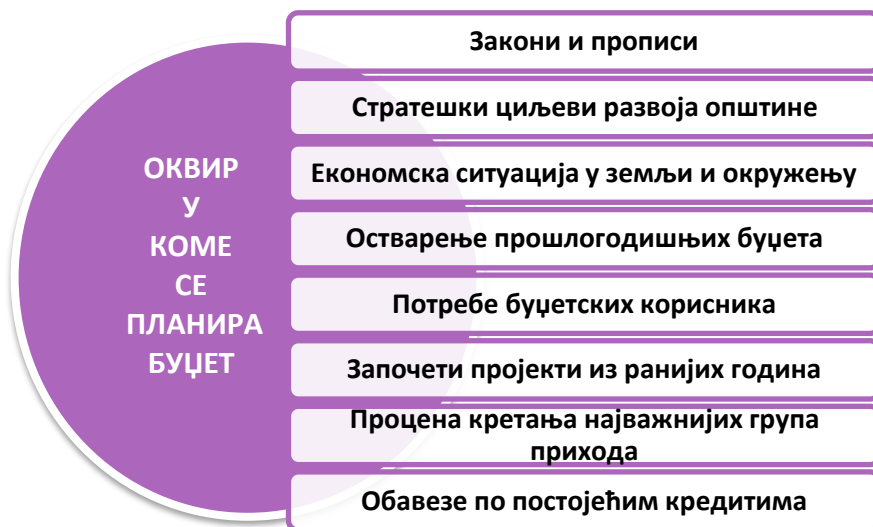 ОКВИР
У
КОМЕ
СЕ
ПЛАНИРА
БУЏЕТ
Закони и прописи
Стратешки циљеви развоја општине
Економска ситуација у земљи и окружењу
Остварење прошлогодишњих буџета
Потребе буџетских корисника
Започети пројекти из ранијих година
Процена кретања најважнијих група
прихода
Обавезе по постојећим кредитима